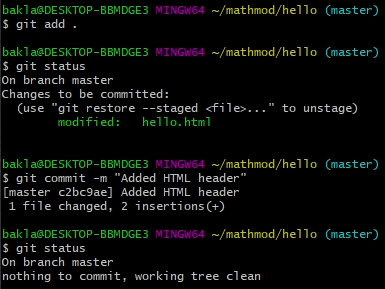 bakla@DESKTOP-BBMDGE3 MINGW64 ~/mathmod/hello (master)
$ git add .
bakla@DESKTOP-BBMDGE3 MINGW64 ~/mathmod/hello (master)
$ git status
On branch master
Changes to be committed:
  (use "git restore --staged <file>..." to unstage)
        modified:   hello.html
bakla@DESKTOP-BBMDGE3 MINGW64 ~/mathmod/hello (master)
$ git commit -m "Added HTML header"
[master c2bc9ae] Added HTML header
 1 file changed, 2 insertions(+)
bakla@DESKTOP-BBMDGE3 MINGW64 ~/mathmod/hello (master)
$ git status
On branch master
nothing to commit, working tree clean